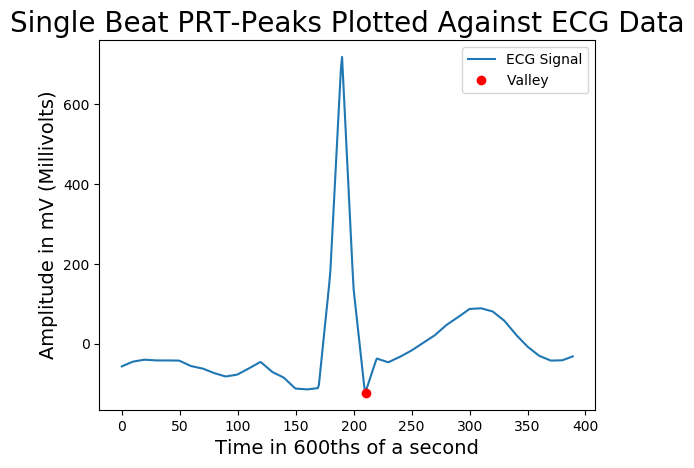 Single Beat PRT-Peaks Plotted Against ECG Data
ECG Signal
Valley
Amplitude in mV (Millivolts)
600
400
200
0
0 50 100 150 200 250 300 350 400
Time in 600ths of a second